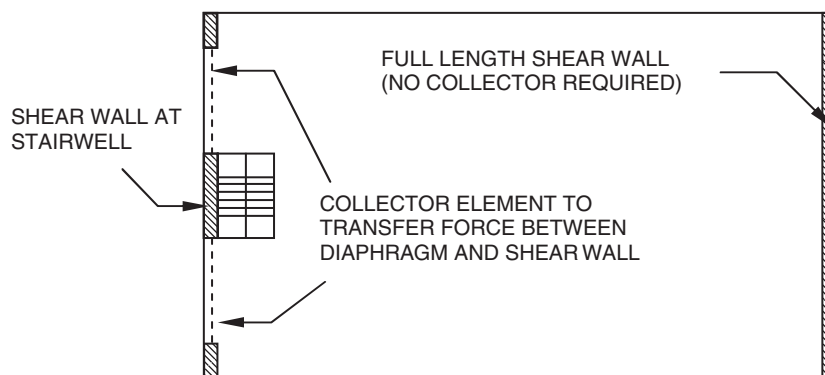 FULL LENGTH SHEAR WALL
(NO COLLECTOR REQUIRED)
SHEAR WALL AT
STAIRWELL
COLLECTOR ELEMENT TO
TRANSFER FORCE BETWEEN
DIAPHRAGM AND SHEAR WALL